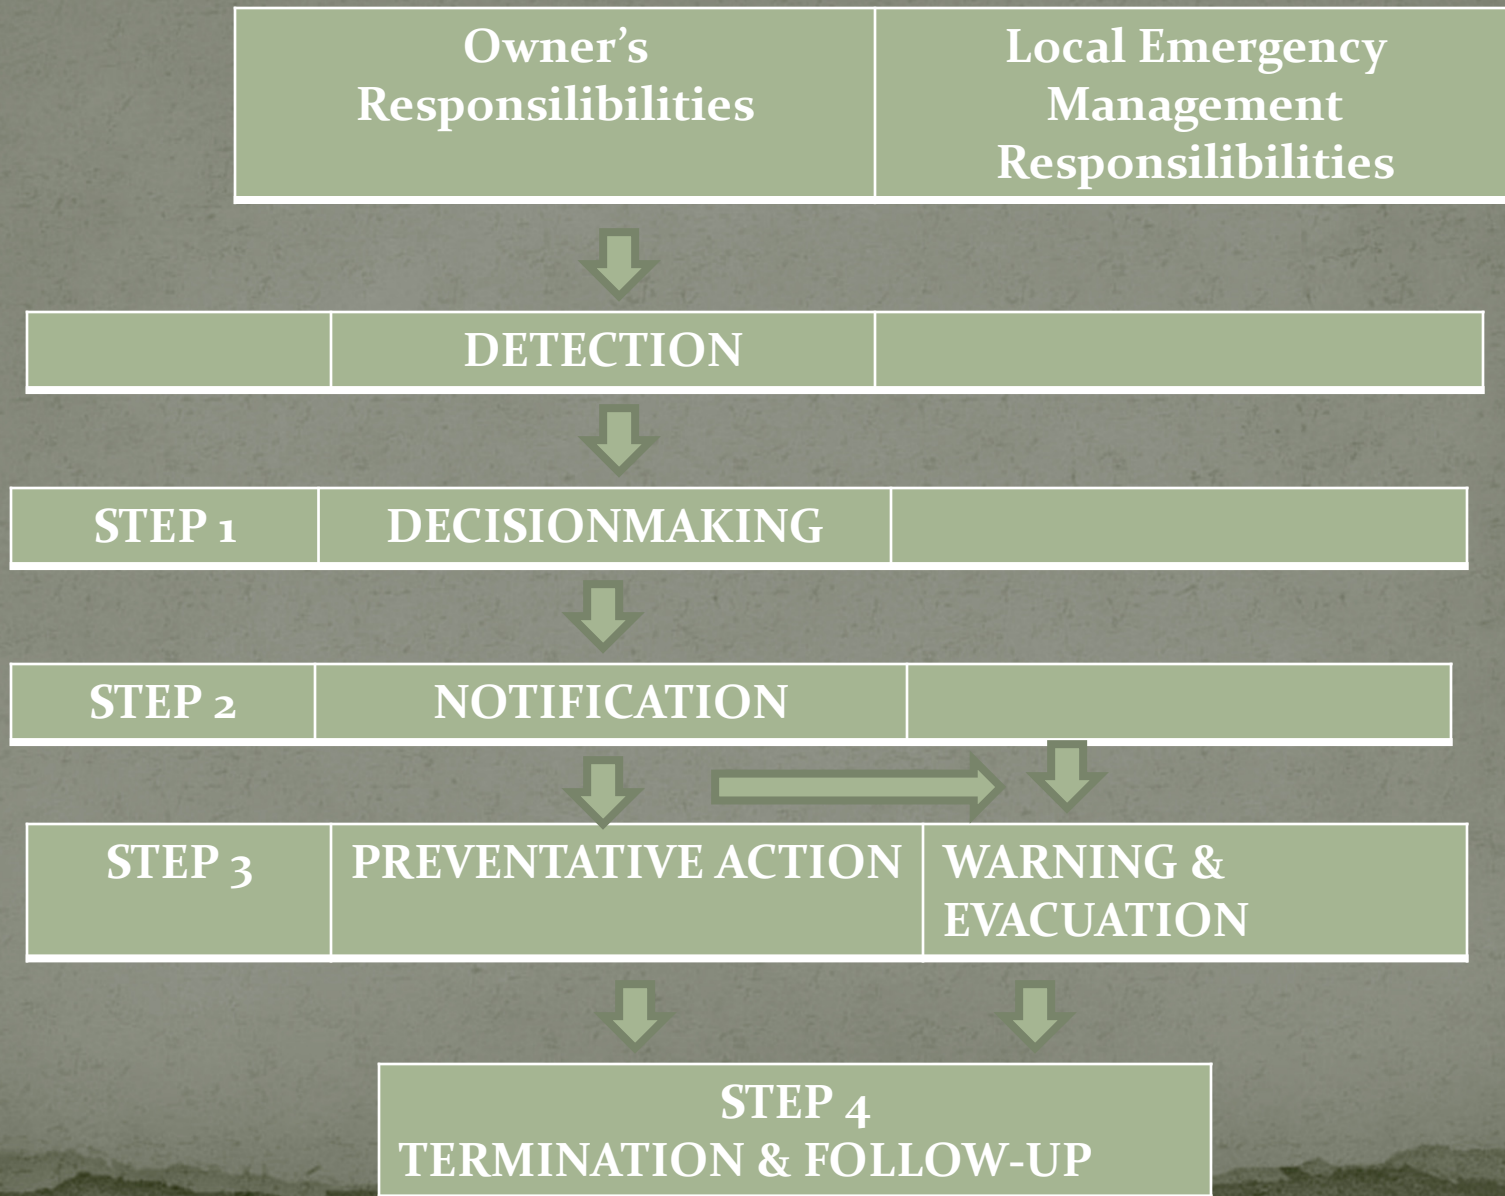 Owner’s
Responsilibilities
Local Emergency
Management
Responsilibilities
DETECTION
STEP 1
DECISIONMAKING
STEP 2
NOTIFICATION
STEP 3
PREVENTATIVE ACTION
WARNING &
EVACUATION
STEP 4
TERMINATION & FOLLOW-UP